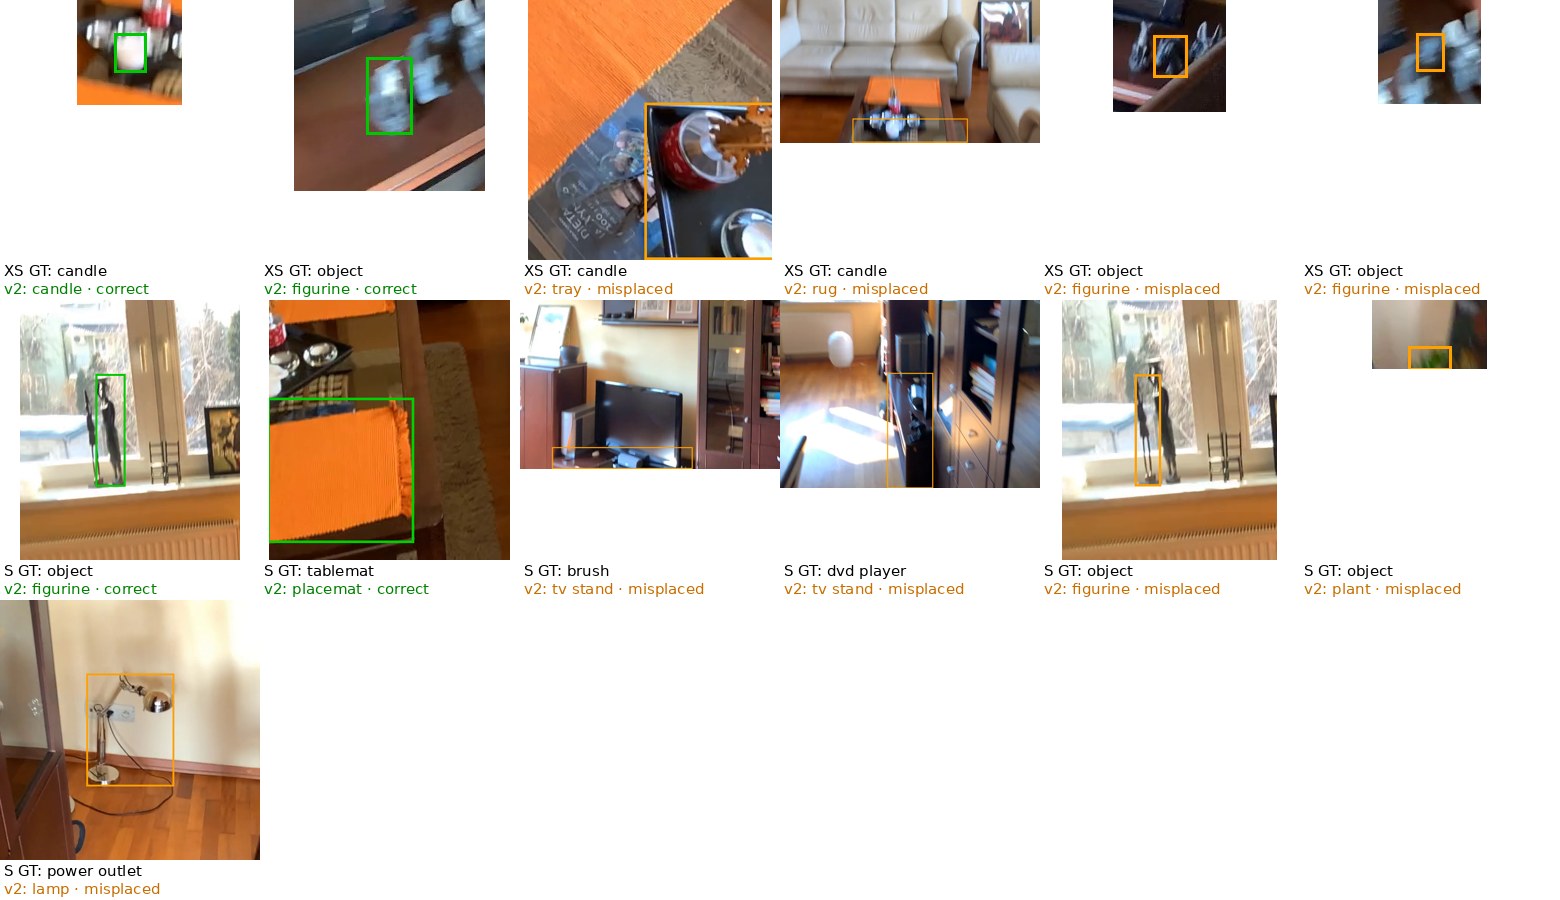 XS GT: candle
v2: candle · correct
XS GT: object
v2: figurine · correct
XS GT: candle
v2: tray · misplaced
XS GT: candle
v2: rug · misplaced
XS GT: object
v2: figurine · misplaced
XS GT: object
v2: figurine · misplaced
S GT: object
v2: figurine · correct
S GT: tablemat
v2: placemat · correct
S GT: brush
v2: tv stand · misplaced
S GT: dvd player
v2: tv stand · misplaced
S GT: object
v2: figurine · misplaced
S GT: object
v2: plant · misplaced
S GT: power outlet
v2: lamp · misplaced